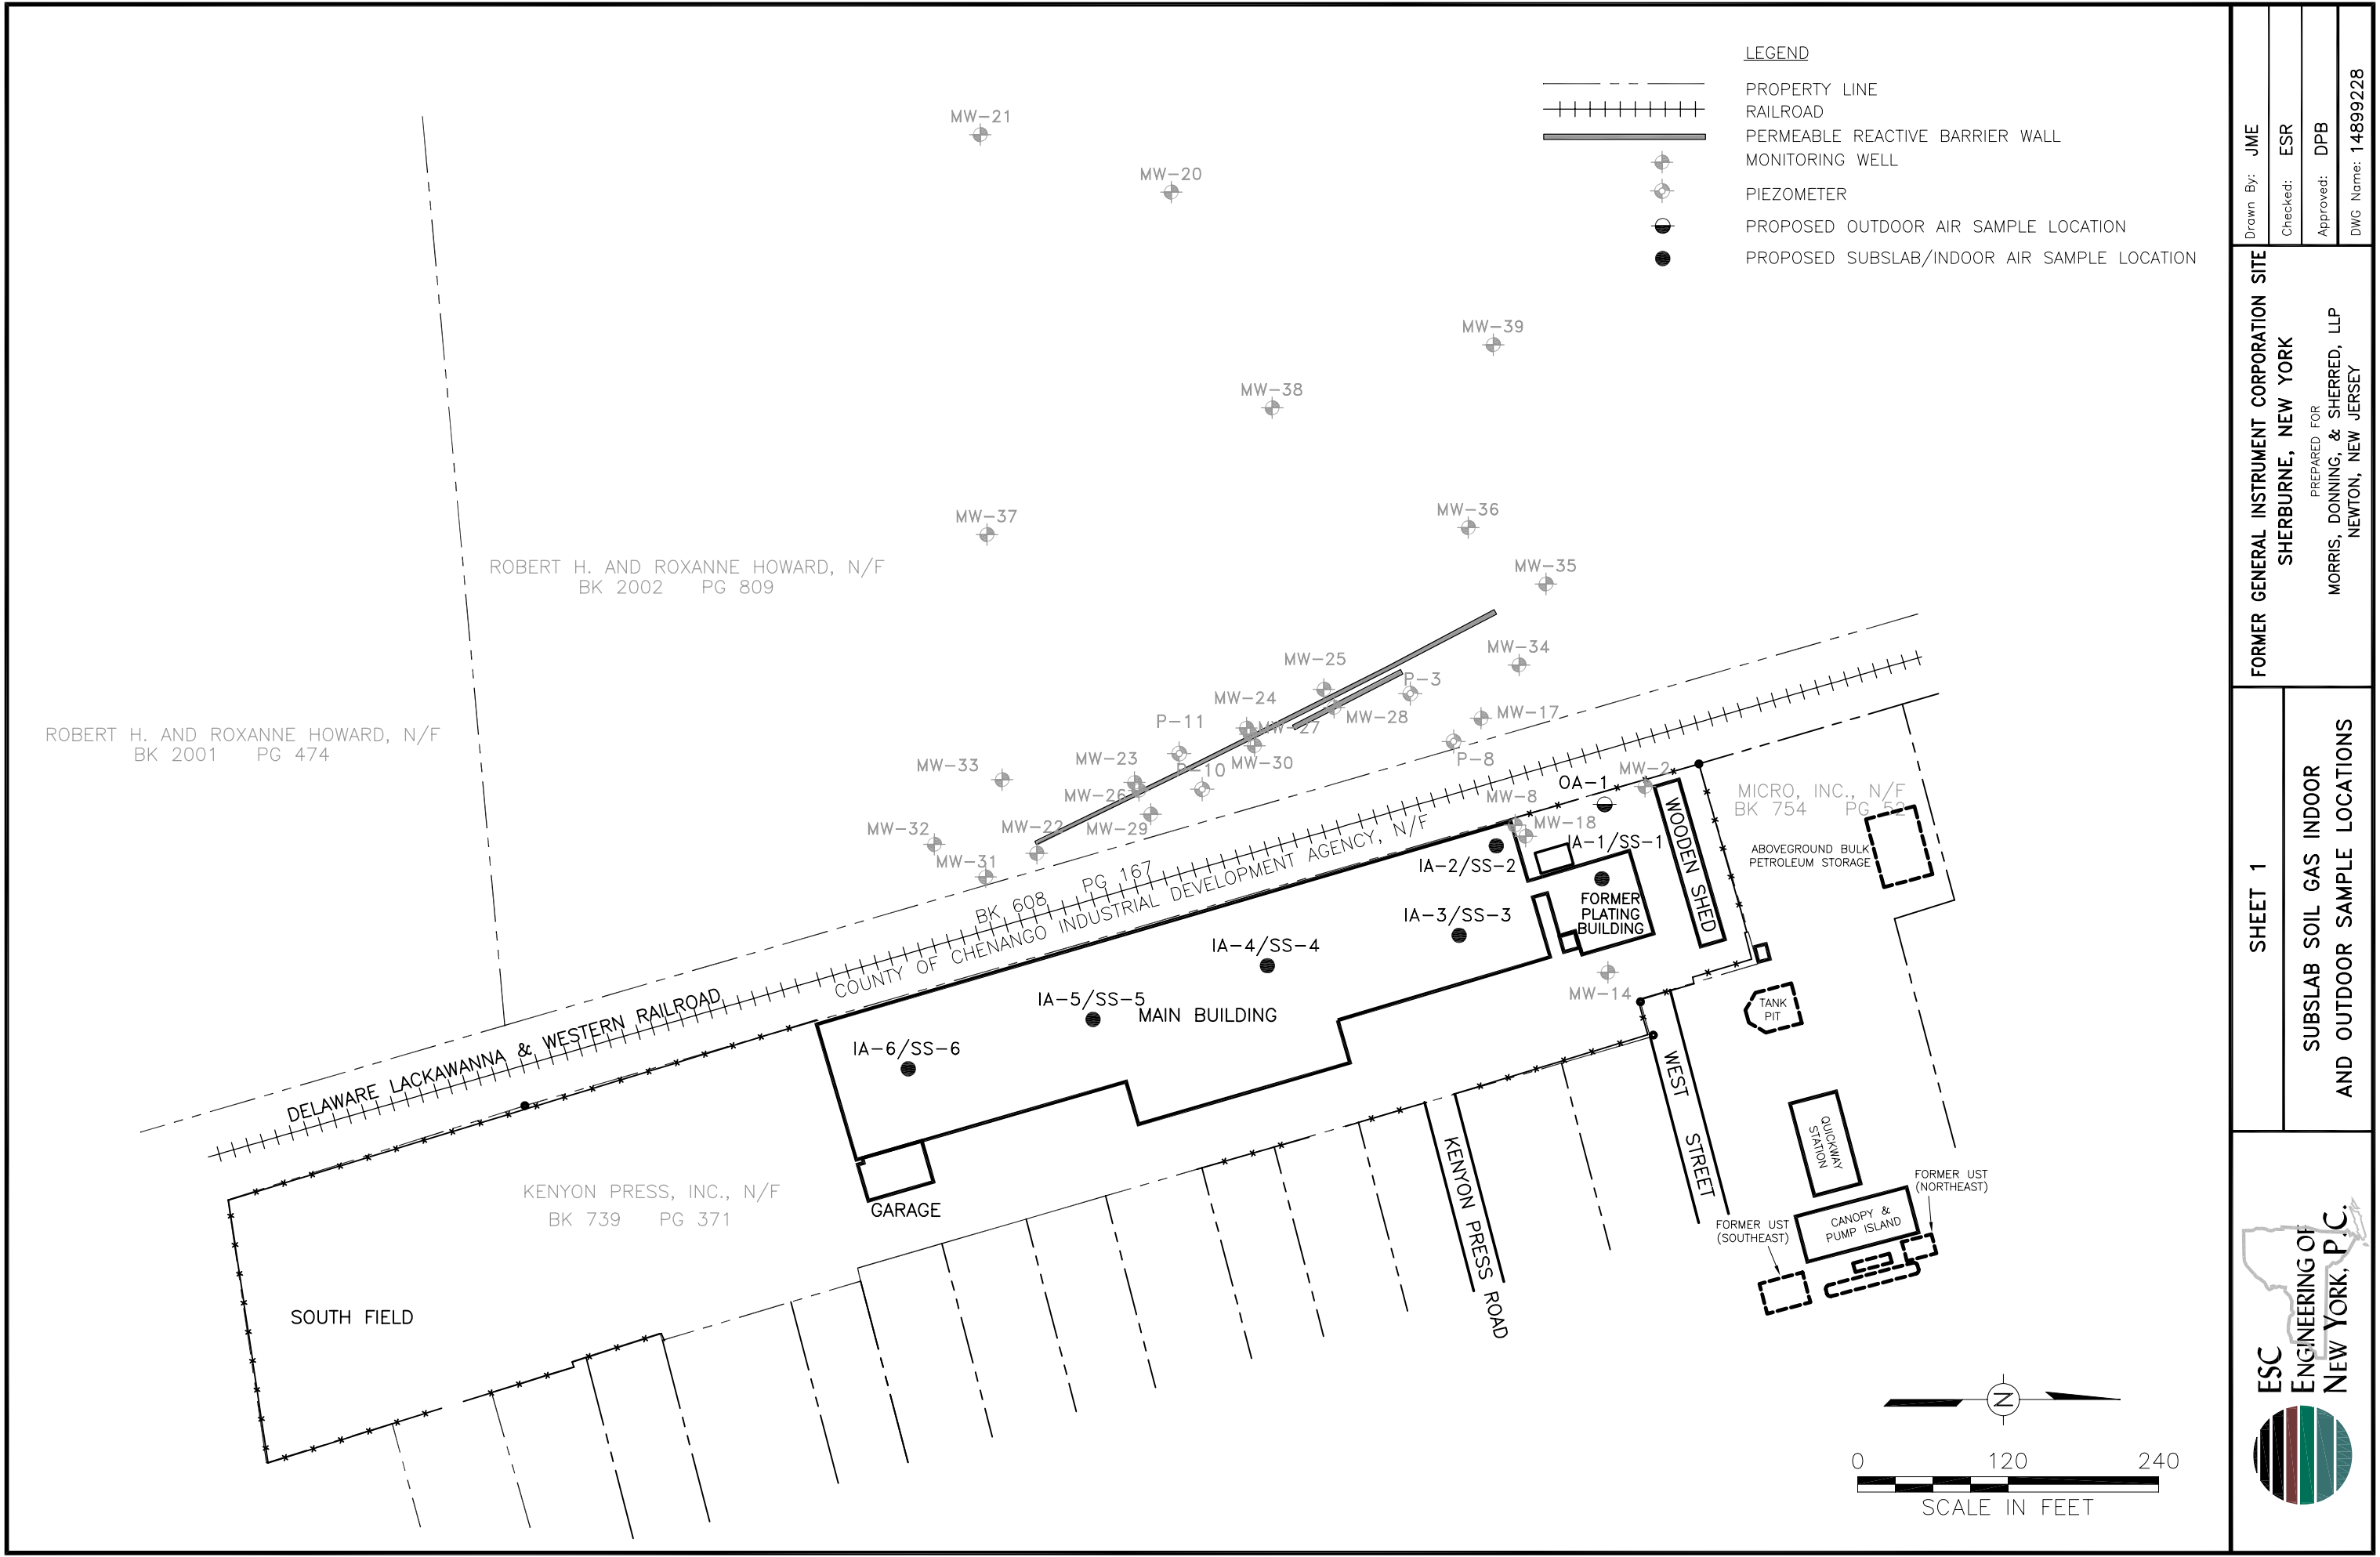 LEGEND
PROPERTY LINE
RAILROAD
PERMEABLE REACTIVE BARRIER WALL
MONITORING WELL
PIEZOMETER
PROPOSED OUTDOOR AIR SAMPLE LOCATION
PROPOSED SUBSLAB/INDOOR AIR SAMPLE LOCATION
MW-21
MW-20
MW-39
MW-38
MW-37
MW-36
MW-35
ROBERT H. AND ROXANNE HOWARD, N/F
BK 2002 PG 809
MW-34
MW-25
P-3
MW-24
MW-28
MW-17
P-11
MW-27
ROBERT H. AND ROXANNE HOWARD, N/F
BK 2001 PG 474
MW-33
MW-23
P-10
MW-30
P-8
MW-2
OA-1
MW-26
MW-8
MICRO, INC., N/F
BK 754 PG 52
MW-32
MW-22
MW-29
MW-18
MW-31
IA-1/SS-1
IA-2/SS-2
WOODEN SHED
ABOVEGROUND BULK
PETROLEUM STORAGE
BK 608 PG 167
COUNTY OF CHENANGO INDUSTRIAL DEVELOPMENT AGENCY, N/F
FORMER
PLATING
BUILDING
IA-3/SS-3
IA-4/SS-4
MW-14
IA-5/SS-5
MAIN BUILDING
TANK
PIT
DELAWARE LACKAWANNA & WESTERN RAILROAD
IA-6/SS-6
WEST STREET
QUICKWAY
STATION
KENYON PRESS, INC., N/F
BK 739 PG 371
GARAGE
KENYON PRESS ROAD
FORMER UST
(NORTHEAST)
CANOPY &
PUMP ISLAND
FORMER UST
(SOUTHEAST)
SOUTH FIELD
N
0 120 240
SCALE IN FEET
Drawn By: JME
Checked: ESR
Approved: DPB
DWG Name: 14899228
FORMER GENERAL INSTRUMENT CORPORATION SITE
SHERBURNE, NEW YORK
PREPARED FOR
MORRIS, DONNING, & SHERRED, LLP
NEWTON, NEW JERSEY
SHEET 1
SUBSLAB SOIL GAS INDOOR
AND OUTDOOR SAMPLE LOCATIONS
ESC
ENGINEERING OF
NEW YORK, P.C.